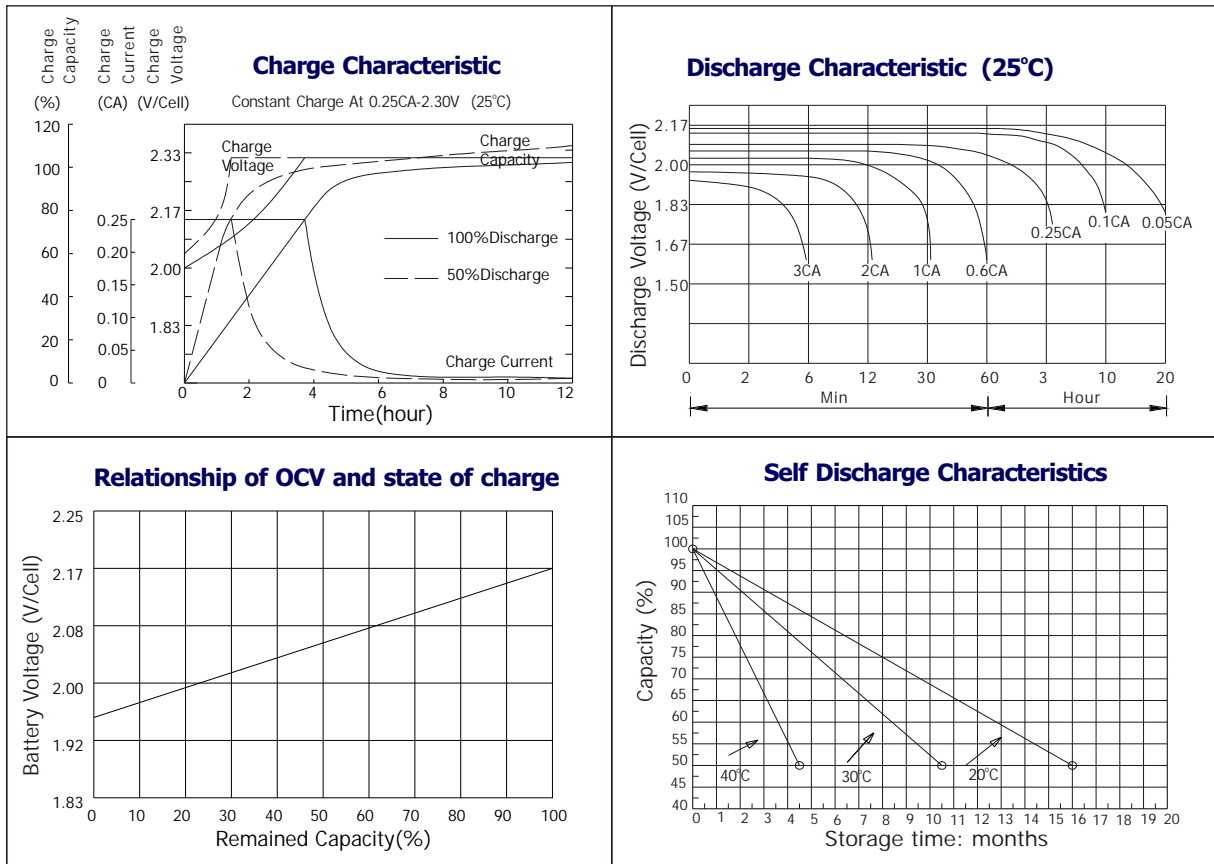 Charge Capacity
Charge Current
Charge Voltage
(%) (CA) (V/Cell)
Charge Characteristic
Constant Charge At 0.25CA-2.30V (25°C)
120
100
80
60
40
20
0
0.25
0.20
0.15
0.10
0.05
0
2.33
2.17
2.00
1.83
Charge Voltage
Charge Capacity
100%Discharge
50%Discharge
Charge Current
0 2 4 6 8 10 12
Time(hour)
Discharge Characteristic (25°C)
Discharge Voltage (V/Cell)
2.17
2.00
1.83
1.67
1.50
3CA 2CA 1CA 0.6CA 0.25CA 0.1CA 0.05CA
0 2 6 12 30 60 3 10 20
Min Hour
Relationship of OCV and state of charge
Battery Voltage (V/Cell)
2.25
2.17
2.08
2.00
1.92
1.83
0 10 20 30 40 50 60 70 80 90 100
Remained Capacity(%)
Self Discharge Characteristics
Capacity (%)
110
105
100
95
90
85
80
75
70
65
60
55
50
45
40
40°C 30°C 20°C
0 1 2 3 4 5 6 7 8 9 10 11 12 13 14 15 16 17 18 19 20
Storage time: months